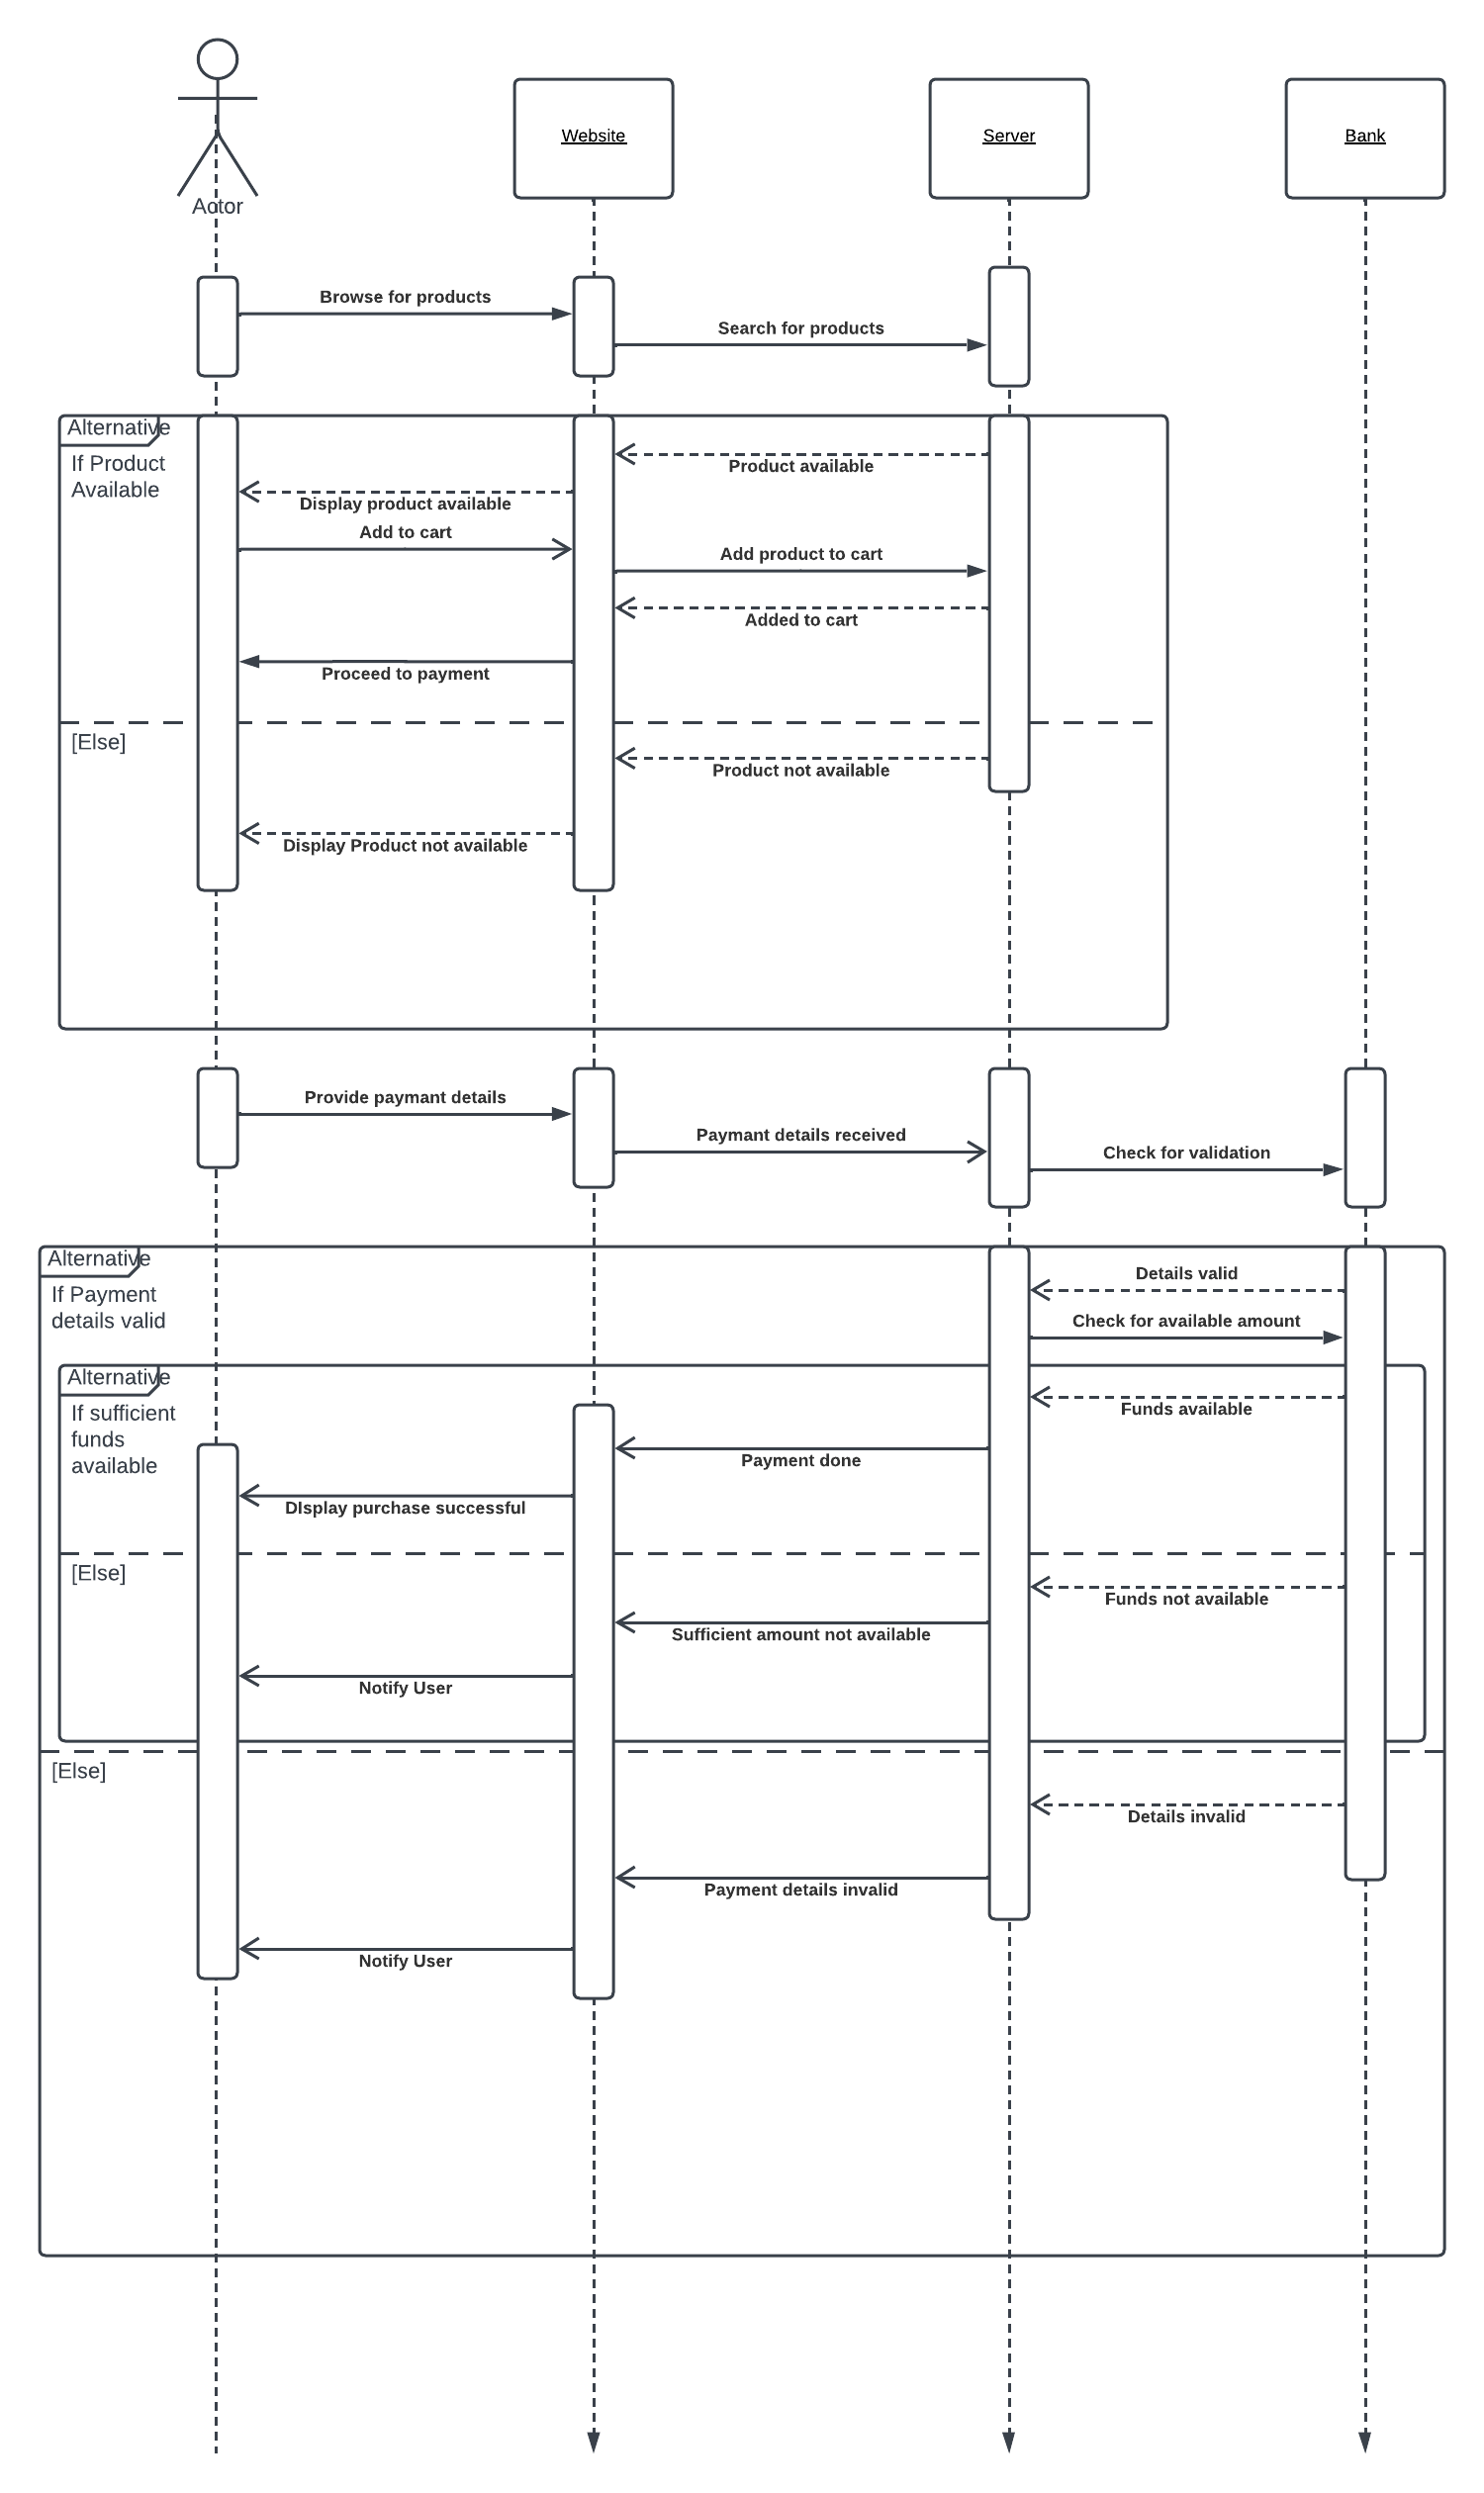 Actor
Website
Server
Bank
Browse for products
Search for products
Alternative
If Product
Available
Product available
Display product available
Add to cart
Add product to cart
Added to cart
Proceed to payment
[Else]
Product not available
Display Product not available
Provide paymant details
Paymant details received
Check for validation
Alternative
If Payment
details valid
Details valid
Check for available amount
Alternative
If sufficient
funds
available
Funds available
Payment done
DIsplay purchase successful
[Else]
Funds not available
Sufficient amount not available
Notify User
[Else]
Details invalid
Payment details invalid
Notify User